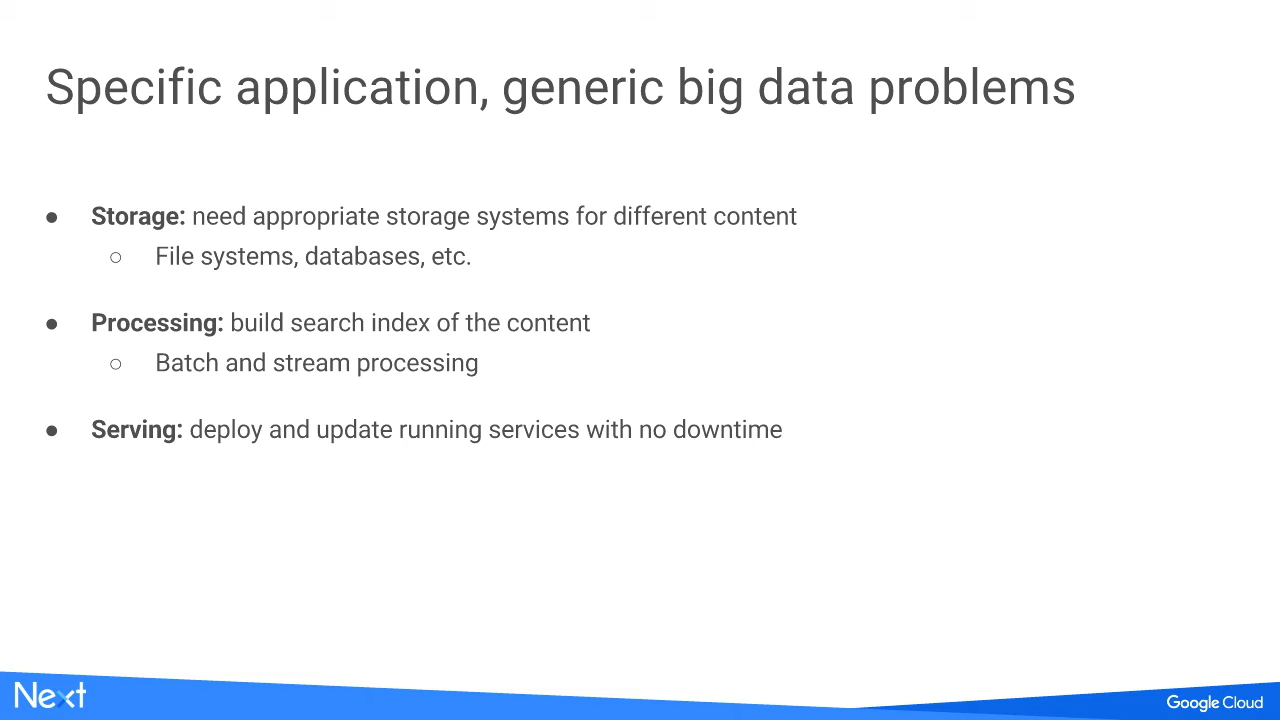 Specific application, generic big data problems
● Storage: need appropriate storage systems for different content
○ File systems, databases, etc.
● Processing: build search index of the content
○ Batch and stream processing
● Serving: deploy and update running services with no downtime
Next
Google Cloud